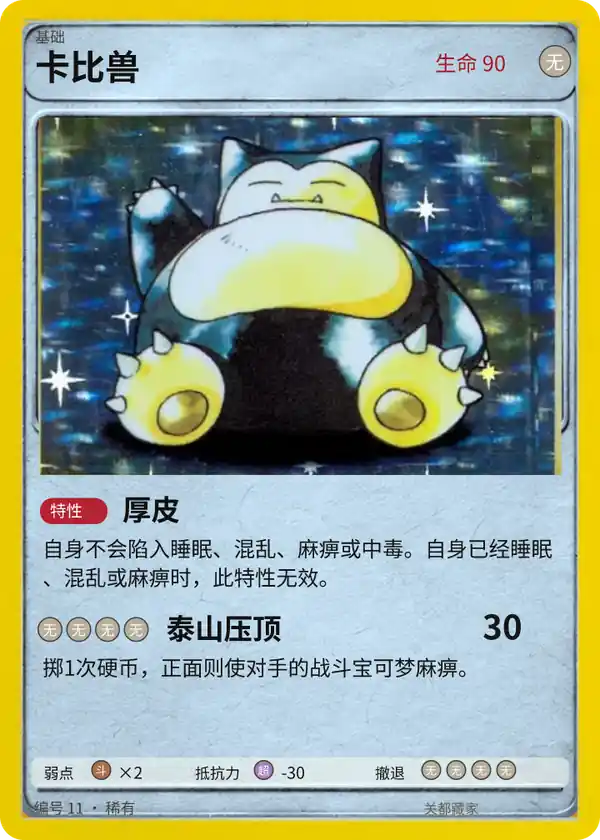 基础
卡比兽
生命 90
无
特性 厚皮
自身不会陷入睡眠、混乱、麻痹或中毒。自身已经睡眠
、混乱或麻痹时，此特性无效。
无 无 无 无 泰山压顶 30
掷1次硬币，正面则使对手的战斗宝可梦麻痹。
弱点 斗 ×2 抵抗力 超 -30 撤退 无 无 无 无
编号 11 · 稀有 关都藏家